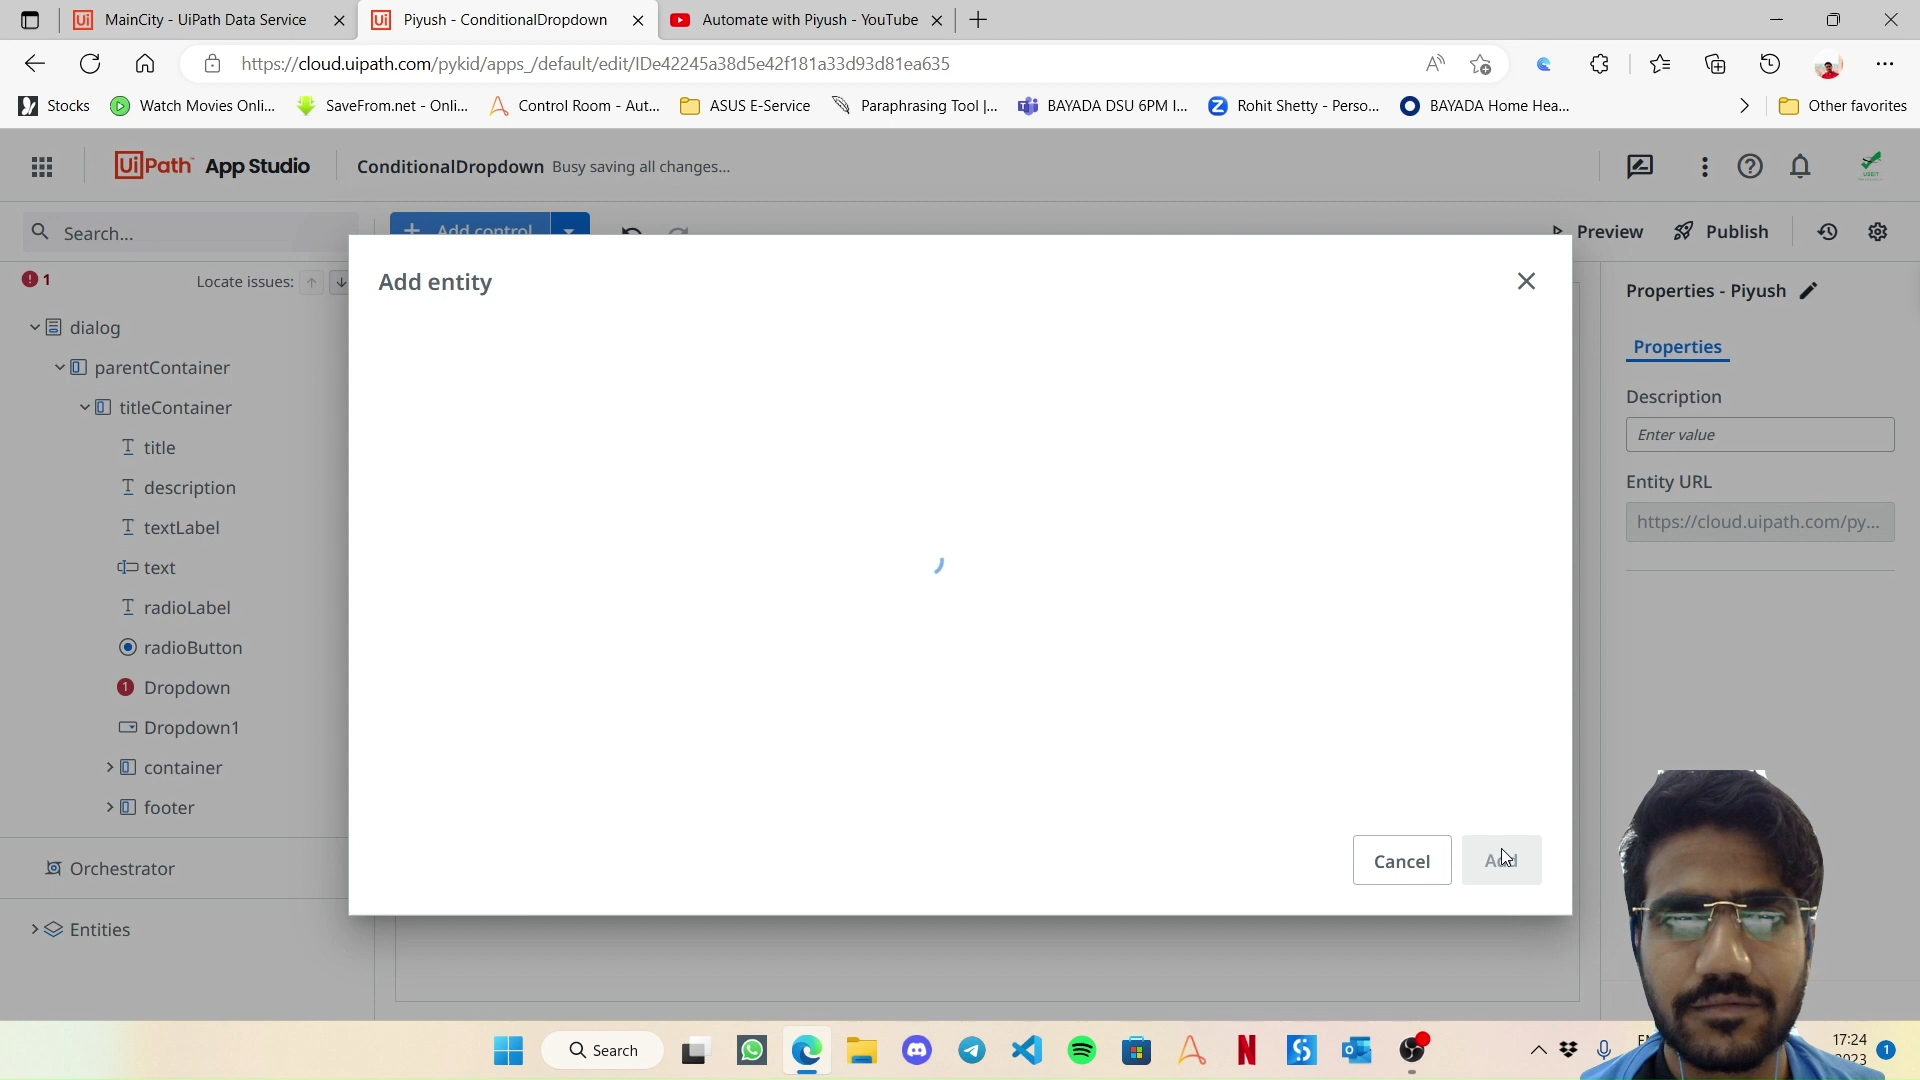 MainCity - UiPath Data Service
Piyush - ConditionalDropdown
Automate with Piyush - YouTube
https://cloud.uipath.com/pykid/apps_/default/edit/IDe42245a38d5e42f181a33d93d81ea635
Stocks
Watch Movies Onli...
SaveFrom.net - Onli...
Control Room - Aut...
ASUS E-Service
Paraphrasing Tool |...
BAYADA DSU 6PM I...
Rohit Shetty - Perso...
BAYADA Home Hea...
Other favorites
UiPath App Studio
ConditionalDropdown Busy saving all changes...
Search...
Add control
Preview
Publish
1
Locate issues:
Add entity
Properties - Piyush
dialog
Properties
parentContainer
Description
titleContainer
Enter value
title
Entity URL
description
https://cloud.uipath.com/py...
textLabel
text
radioLabel
radioButton
1 Dropdown
Dropdown1
container
footer
Cancel
Add
Orchestrator
Entities
Search
17:24
2023
1